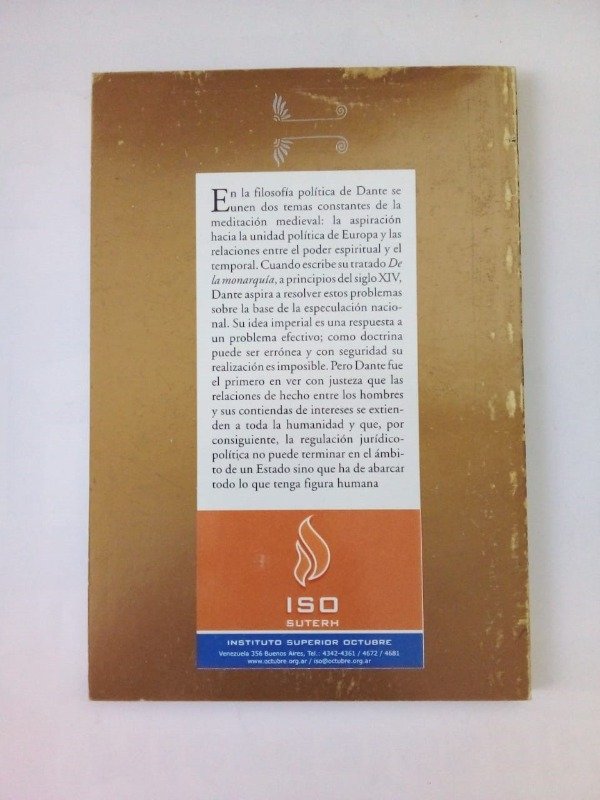 En la filosofía política de Dante se
unen dos temas constantes de la
meditación medieval: la aspiración
hacia la unidad política de Europa y las
relaciones entre el poder espiritual y el
temporal. Cuando escribe su tratado De
la monarquía, a principios del siglo XIV,
Dante aspira a resolver estos problemas
sobre la base de la especulación nacio-
nal. Su idea imperial es una respuesta a
un problema efectivo; como doctrina
puede ser errónea y con seguridad su
realización es imposible. Pero Dante fue
el primero en ver con justeza que las
relaciones de hecho entre los hombres
y sus contiendas de intereses se extien-
den a toda la humanidad y que, por
consiguiente, la regulación jurídico-
política no puede terminar en el ámbi-
to de un Estado sino que ha de abarcar
todo lo que tenga figura humana
ISO
SUTERH
INSTITUTO SUPERIOR OCTUBRE
Venezuela 356 Buenos Aires, Tel.: 4342-4361 / 4672 / 4681
www.octubre.org.ar / iso@octubre.org.ar